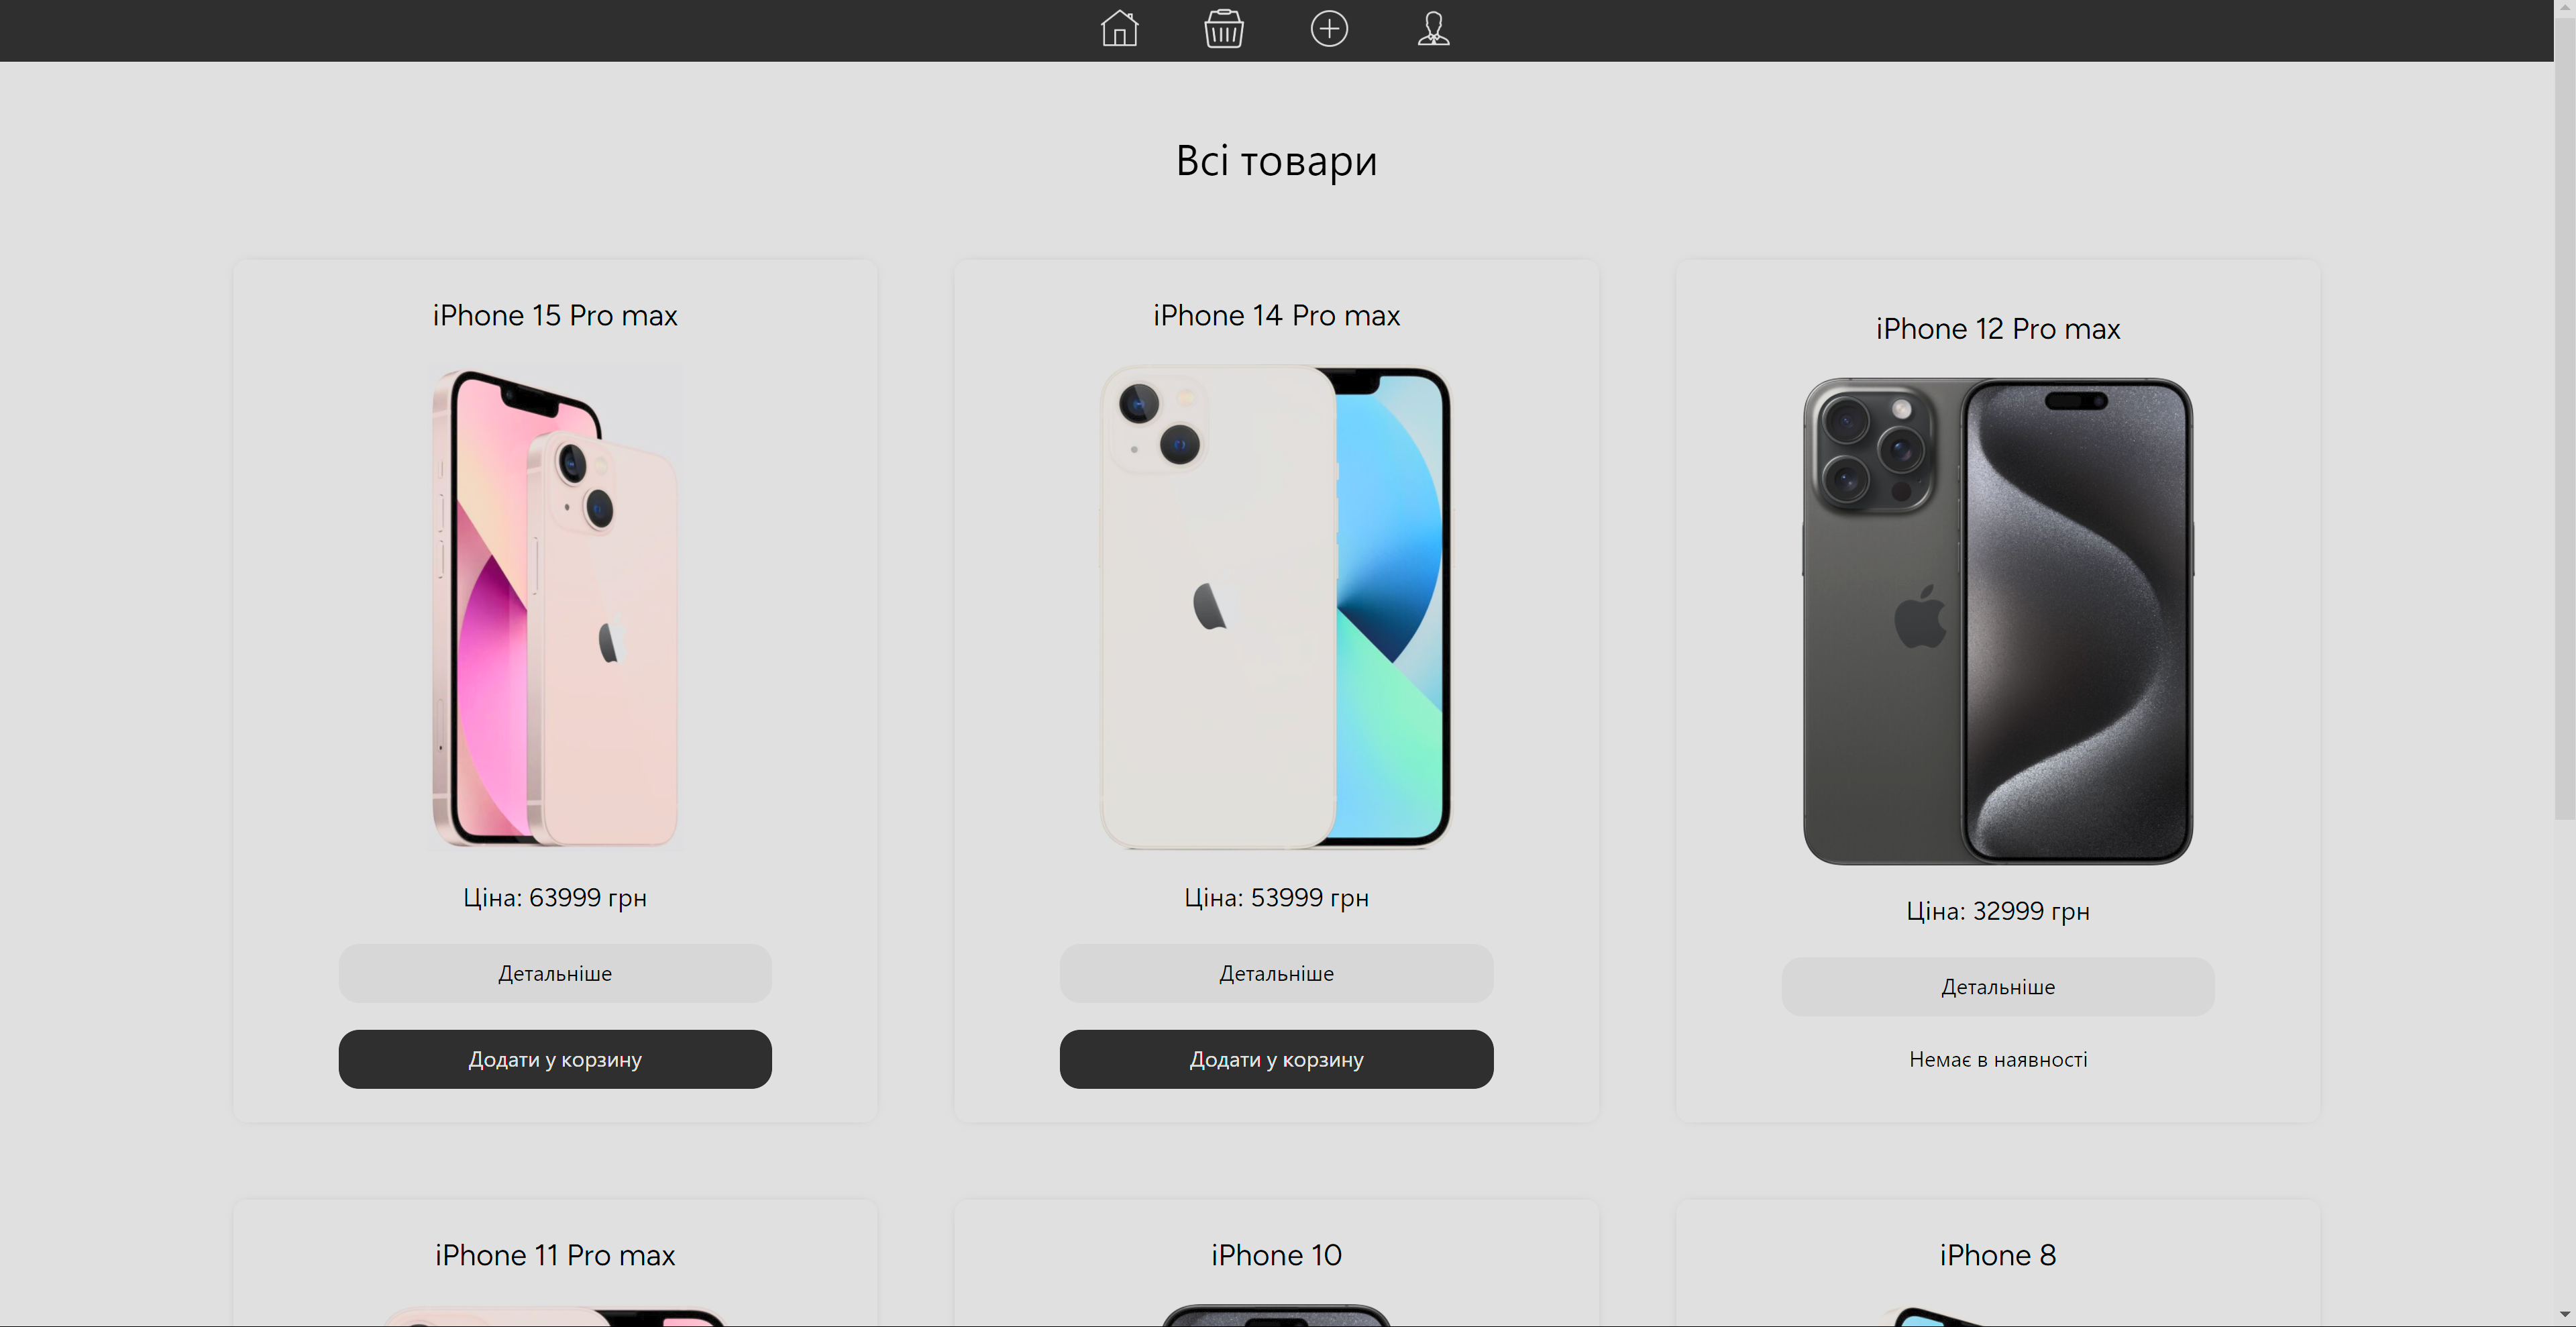 Всі товари
iPhone 15 Pro max
Ціна: 63999 грн
Детальніше
Додати у корзину
iPhone 14 Pro max
Ціна: 53999 грн
Детальніше
Додати у корзину
iPhone 12 Pro max
Ціна: 32999 грн
Детальніше
Немає в наявності
iPhone 11 Pro max
iPhone 10
iPhone 8